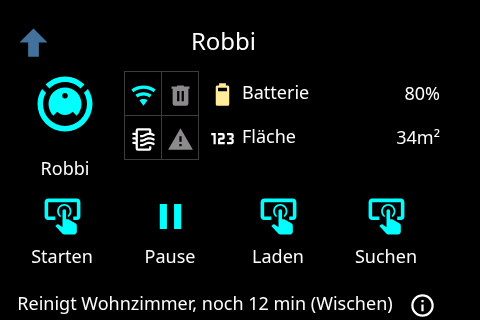 Robbi
Batterie 80%
123 Fläche 34m²
Robbi
Starten Pause Laden Suchen
Reinigt Wohnzimmer, noch 12 min (Wischen)